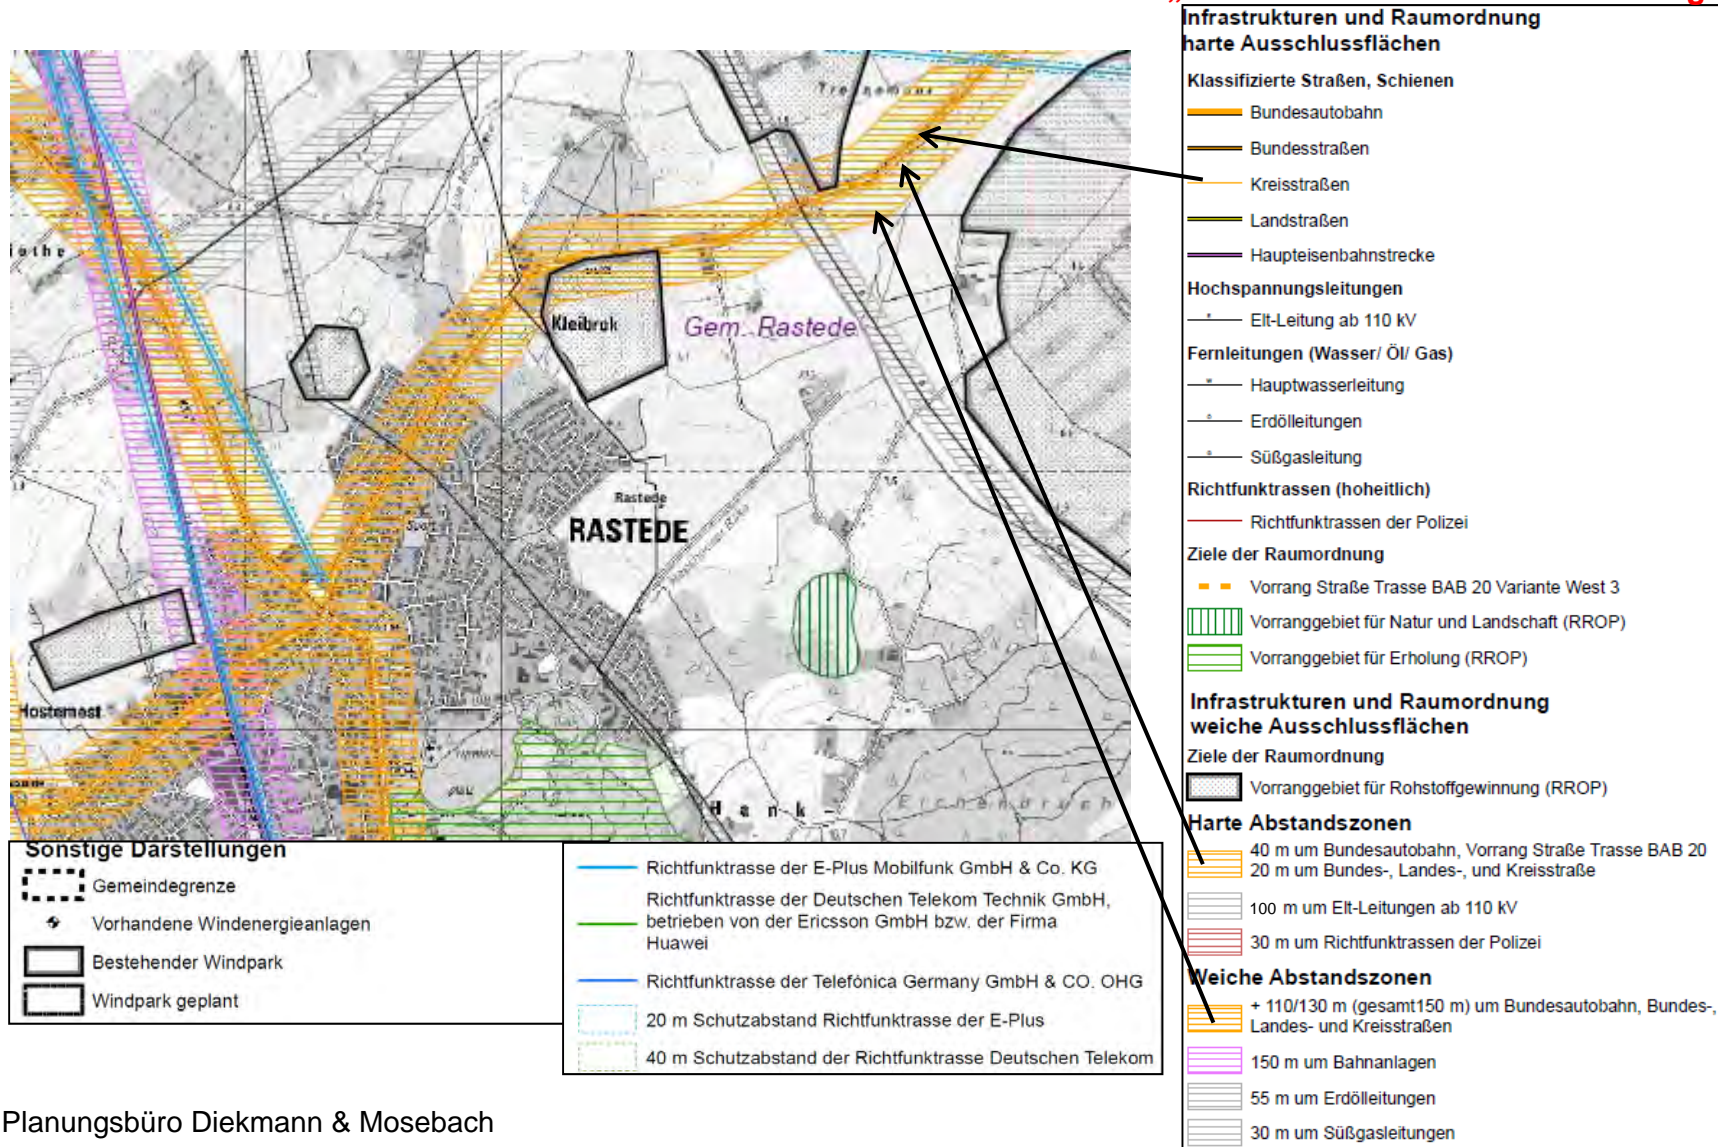 Infrastrukturen und Raumordnung
harte Ausschlussflächen
Klassifizierte Straßen, Schienen
Bundesautobahn
Bundesstraßen
Kreisstraßen
Landstraßen
Haupteisenbahnstrecke
Hochspannungsleitungen
Elt-Leitung ab 110 kV
Fernleitungen (Wasser/ Öl/ Gas)
Hauptwasserleitung
Erdölleitungen
Süßgasleitung
Richtfunktrassen (hoheitlich)
Richtfunktrassen der Polizei
Ziele der Raumordnung
Vorrang Straße Trasse BAB 20 Variante West 3
Vorranggebiet für Natur und Landschaft (RROP)
Vorranggebiet für Erholung (RROP)
Infrastrukturen und Raumordnung
weiche Ausschlussflächen
Ziele der Raumordnung
Vorranggebiet für Rohstoffgewinnung (RROP)
Harte Abstandszonen
40 m um Bundesautobahn, Vorrang Straße Trasse BAB 20
20 m um Bundes-, Landes-, und Kreisstraße
100 m um Elt-Leitungen ab 110 kV
30 m um Richtfunktrassen der Polizei
Weiche Abstandszonen
+ 110/130 m (gesamt150 m) um Bundesautobahn, Bundes-,
Landes- und Kreisstraßen
150 m um Bahnanlagen
55 m um Erdölleitungen
30 m um Süßgasleitungen
Kleibrok
Gem. Rastede
Rastede
RASTEDE
Hostemost
Hank
Sonstige Darstellungen
Gemeindegrenze
Vorhandene Windenergieanlagen
Bestehender Windpark
Windpark geplant
Richtfunktrasse der E-Plus Mobilfunk GmbH & Co. KG
Richtfunktrasse der Deutschen Telekom Technik GmbH,
betrieben von der Ericsson GmbH bzw. der Firma
Huawei
Richtfunktrasse der Telefónica Germany GmbH & CO. OHG
20 m Schutzabstand Richtfunktrasse der E-Plus
40 m Schutzabstand der Richtfunktrasse Deutschen Telekom
Planungsbüro Diekmann & Mosebach